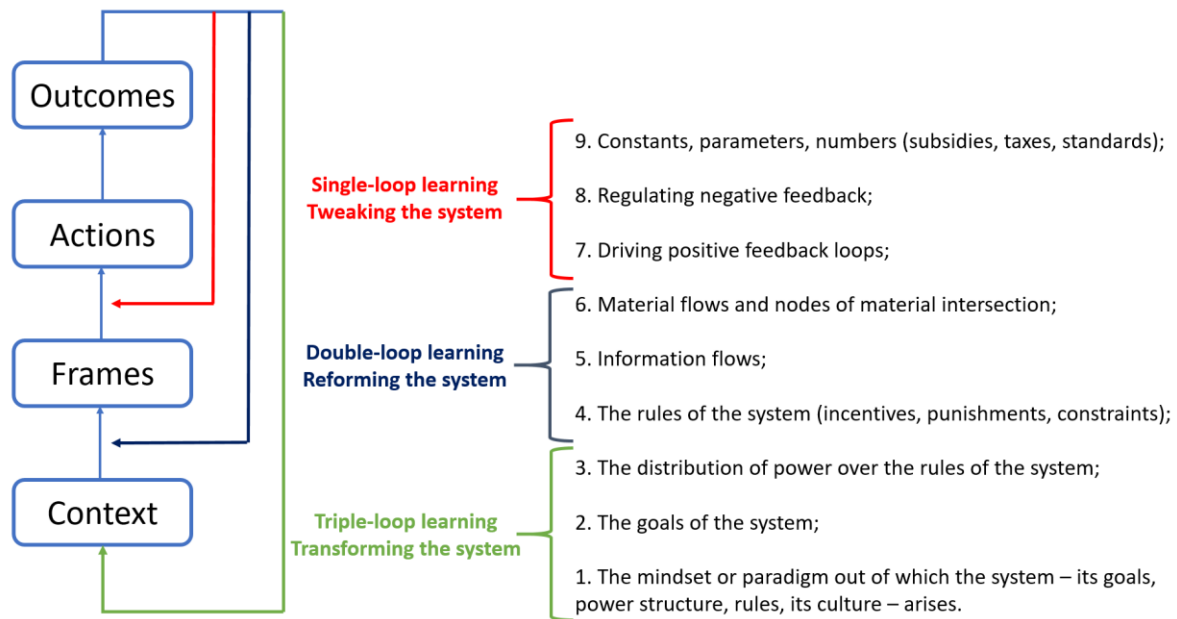 Outcomes
Actions
Frames
Context
Single-loop learning
Tweaking the system
Double-loop learning
Reforming the system
Triple-loop learning
Transforming the system
9. Constants, parameters, numbers (subsidies, taxes, standards);
8. Regulating negative feedback;
7. Driving positive feedback loops;
6. Material flows and nodes of material intersection;
5. Information flows;
4. The rules of the system (incentives, punishments, constraints);
3. The distribution of power over the rules of the system;
2. The goals of the system;
1. The mindset or paradigm out of which the system – its goals,
power structure, rules, its culture – arises.